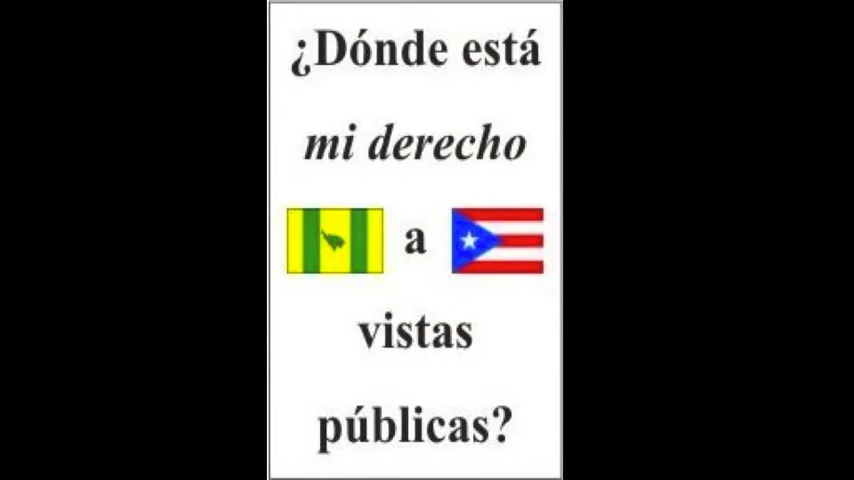 ¿Dónde está
mi derecho
a
vistas
públicas?